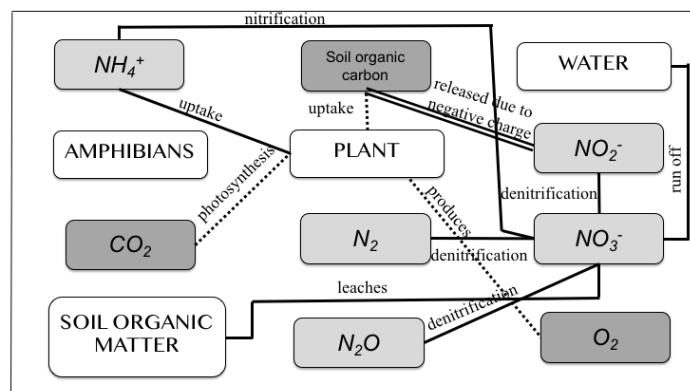 nitrification
NH₄⁺
Soil organic
carbon
WATER
uptake
uptake
released due to
negative charge
AMPHIBIANS
PLANT
NO₂⁻
photosynthesis
produces
denitrification
run off
CO₂
N₂
denitrification
NO₃⁻
leaches
SOIL ORGANIC
MATTER
N₂O
denitrification
O₂